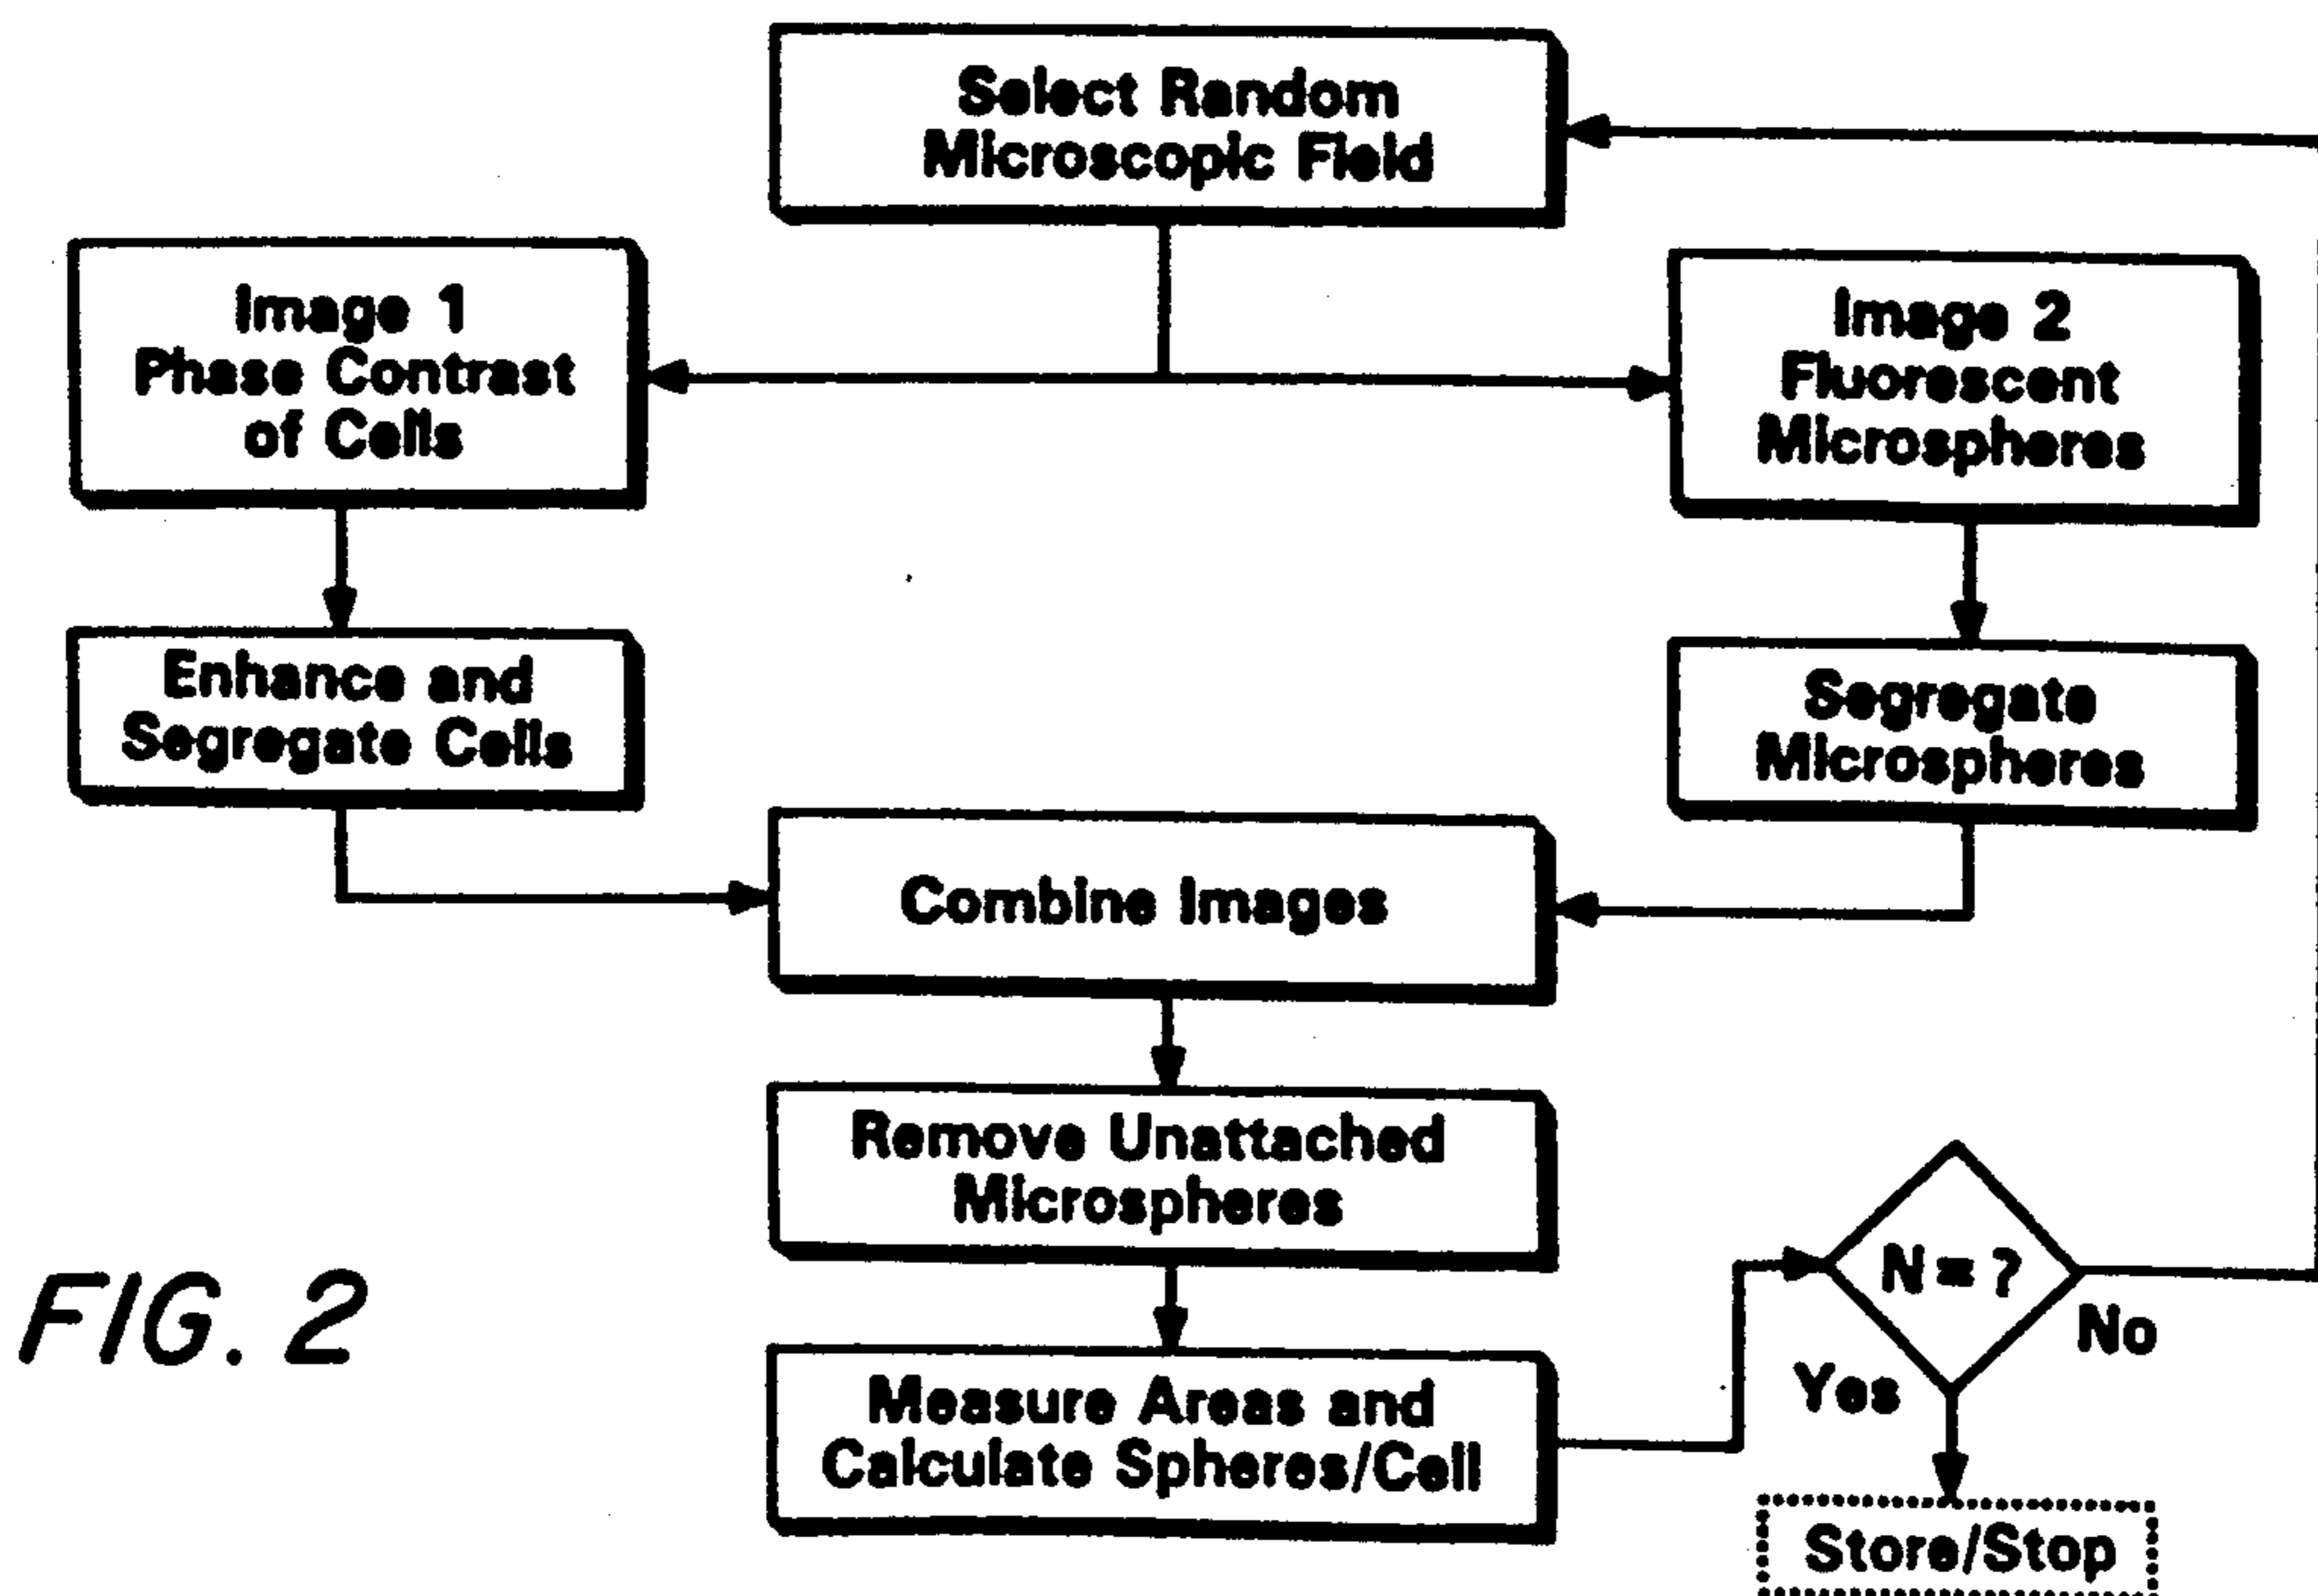 Select Random
Microscopic Field
Image 1
Phase Contrast
of Cells
Image 2
Fluorescent
Microspheres
Enhance and
Segregate Cells
Segregate
Microspheres
Combine Images
Remove Unattached
Microspheres
Measure Areas and
Calculate Spheres/Cell
N = ?
No
Yes
Store/Stop
FIG. 2